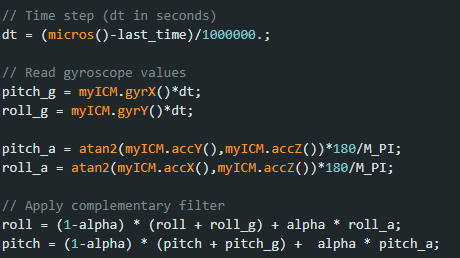 // Time step (dt in seconds)
dt = (micros()-last_time)/1000000.;
// Read gyroscope values
pitch_g = myICM.gyrX()*dt;
roll_g = myICM.gyrY()*dt;
pitch_a = atan2(myICM.accY(),myICM.accZ())*180/M_PI;
roll_a = atan2(myICM.accX(),myICM.accZ())*180/M_PI;
// Apply complementary filter
roll = (1-alpha) * (roll + roll_g) + alpha * roll_a;
pitch = (1-alpha) * (pitch + pitch_g) +  alpha * pitch_a;